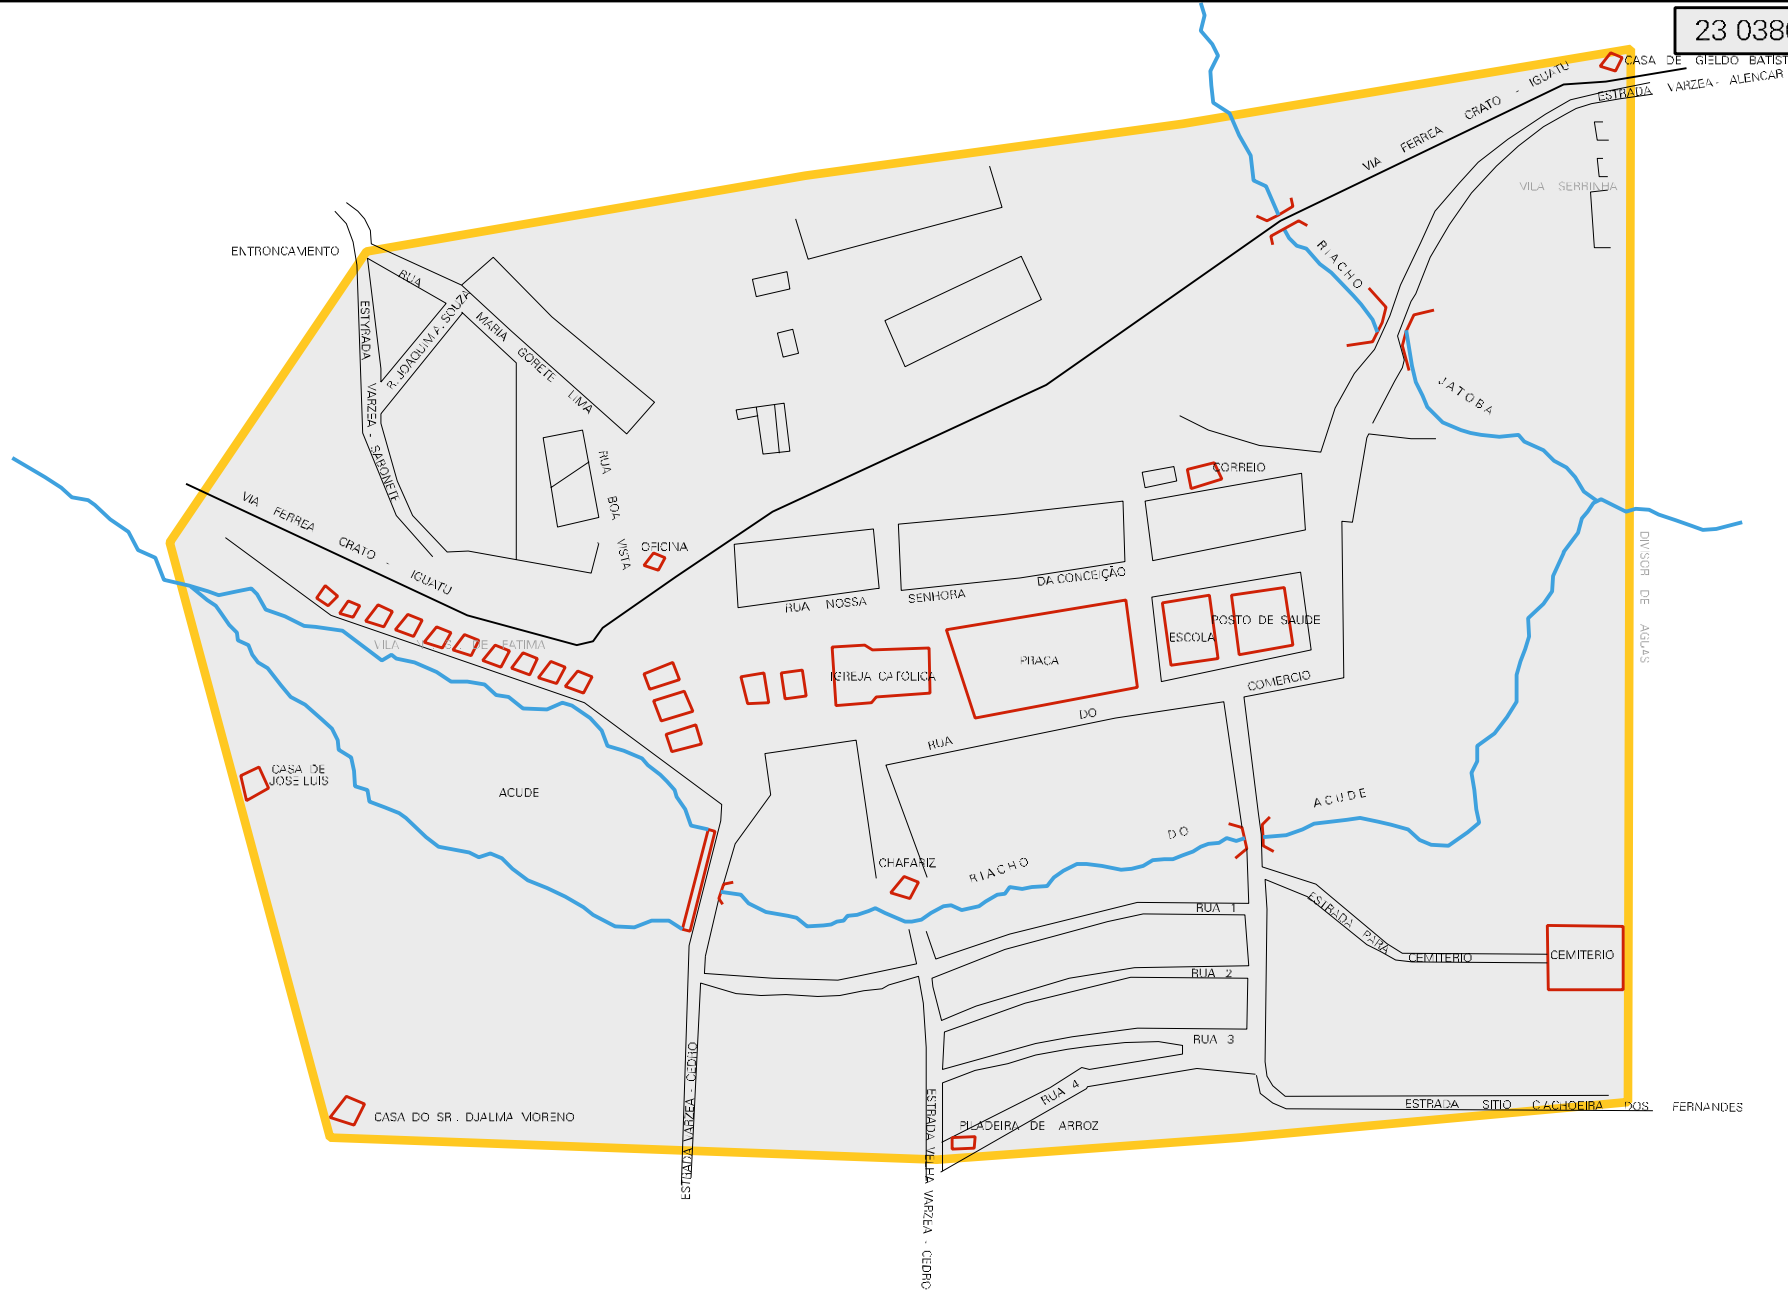 23 038
CASA DE GIELDO BATIST
ESTRADA VARZEA - ALENCAR
VIA FERREA CRATO - IGUATU
VILA SERRINHA
ENTRONCAMENTO
RUA
MARIA GORETE LIMA
R. JOAQUIM A. SOUZA
ESTYRADA VARZEA - SABONETE
RIACHO
JATOBA
RUA BOA VISTA
CORREIO
VIA FERREA CRATO - IGUATU
OFICINA
RUA NOSSA SENHORA DA CONCEIÇÃO
DIVISOR DE AGUAS
POSTO DE SAUDE
ESCOLA
PRACA
IGREJA CATOLICA
VILA DE FATIMA
RUA DO COMERCIO
CASA DE
JOSE LUIS
ACUDE
RIACHO DO ACUDE
CHAFARIZ
RUA 1
ESTRADA PARA
CEMITERIO
CEMITERIO
RUA 2
RUA 3
RUA 4
ESTRADA SITIO CACHOEIRA DOS FERNANDES
CASA DO SR. DJALMA MORENO
PILADEIRA DE ARROZ
ESTRADA VARZEA - CEDRO
ESTRADA VELHA VARZEA - CEDRO